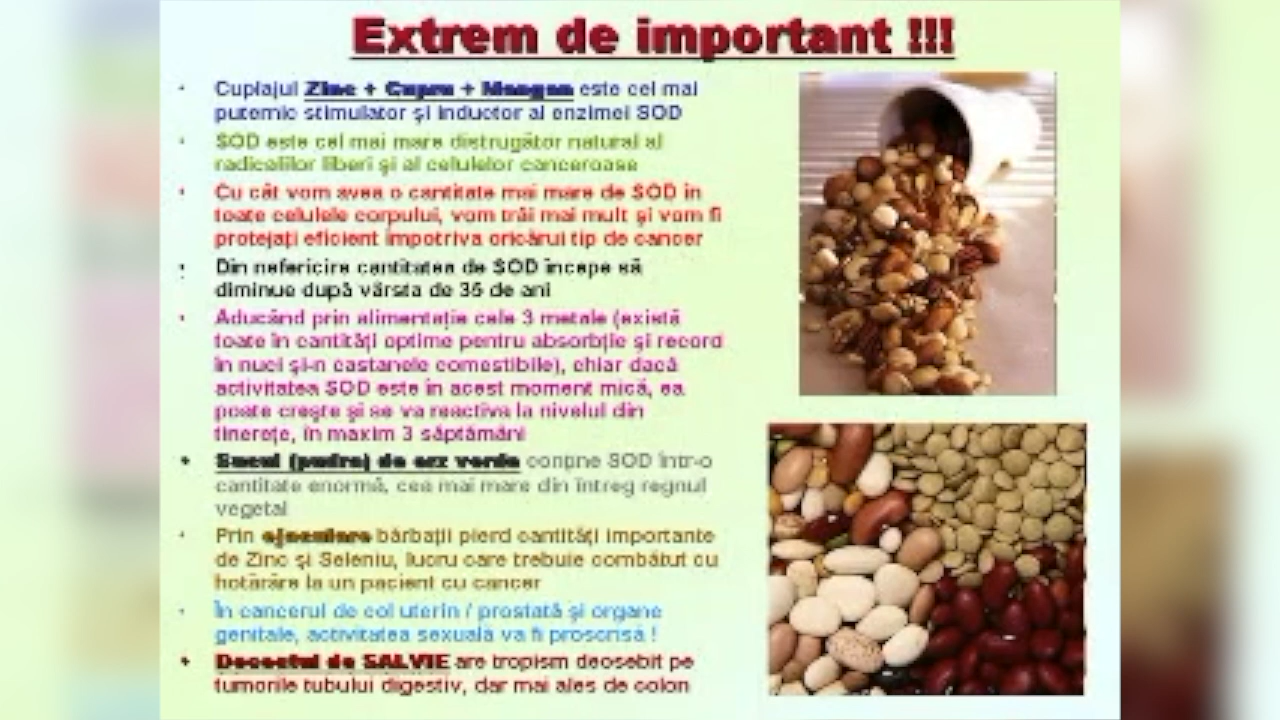 Extrem de important !!!
Cuplajul Zinc + Cupru + Mangan este cel mai
puternic stimulator și inductor al enzimei SOD
SOD este cel mai mare distrugător natural al
radicalilor liberi și al celulelor canceroase
Cu cât vom avea o cantitate mai mare de SOD în
toate celulele corpului, vom trăi mai mult și vom fi
protejați eficient împotriva oricărui tip de cancer
Din nefericire cantitatea de SOD începe să
diminue după vârsta de 35 de ani
Aducând prin alimentație cele 3 metale (există
toate în cantități optime pentru absorbție și record
în nuci și-n castanele comestibile), chiar dacă
activitatea SOD este în acest moment mică, ea
poate crește și se va reactiva la nivelul din
tinerețe, în maxim 3 săptămâni
Sucul (pudra) de orz verde conține SOD într-o
cantitate enormă, cea mai mare din întreg regnul
vegetal
Prin ejaculare bărbații pierd cantități importante
de Zinc și Seleniu, lucru care trebuie combătut cu
hotărâre la un pacient cu cancer
În cancerul de col uterin / prostată și organe
genitale, activitatea sexuală va fi proscrisă !
Decoctul de SALVIE are tropism deosebit pe
tumorile tubului digestiv, dar mai ales de colon